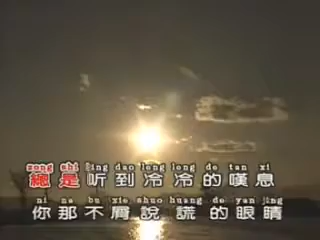 zong shi ting dao leng leng de tan xi
總是听到冷冷的嘆息
ni na bu xie shuo huang de yan jing
你那不屑說謊的眼睛